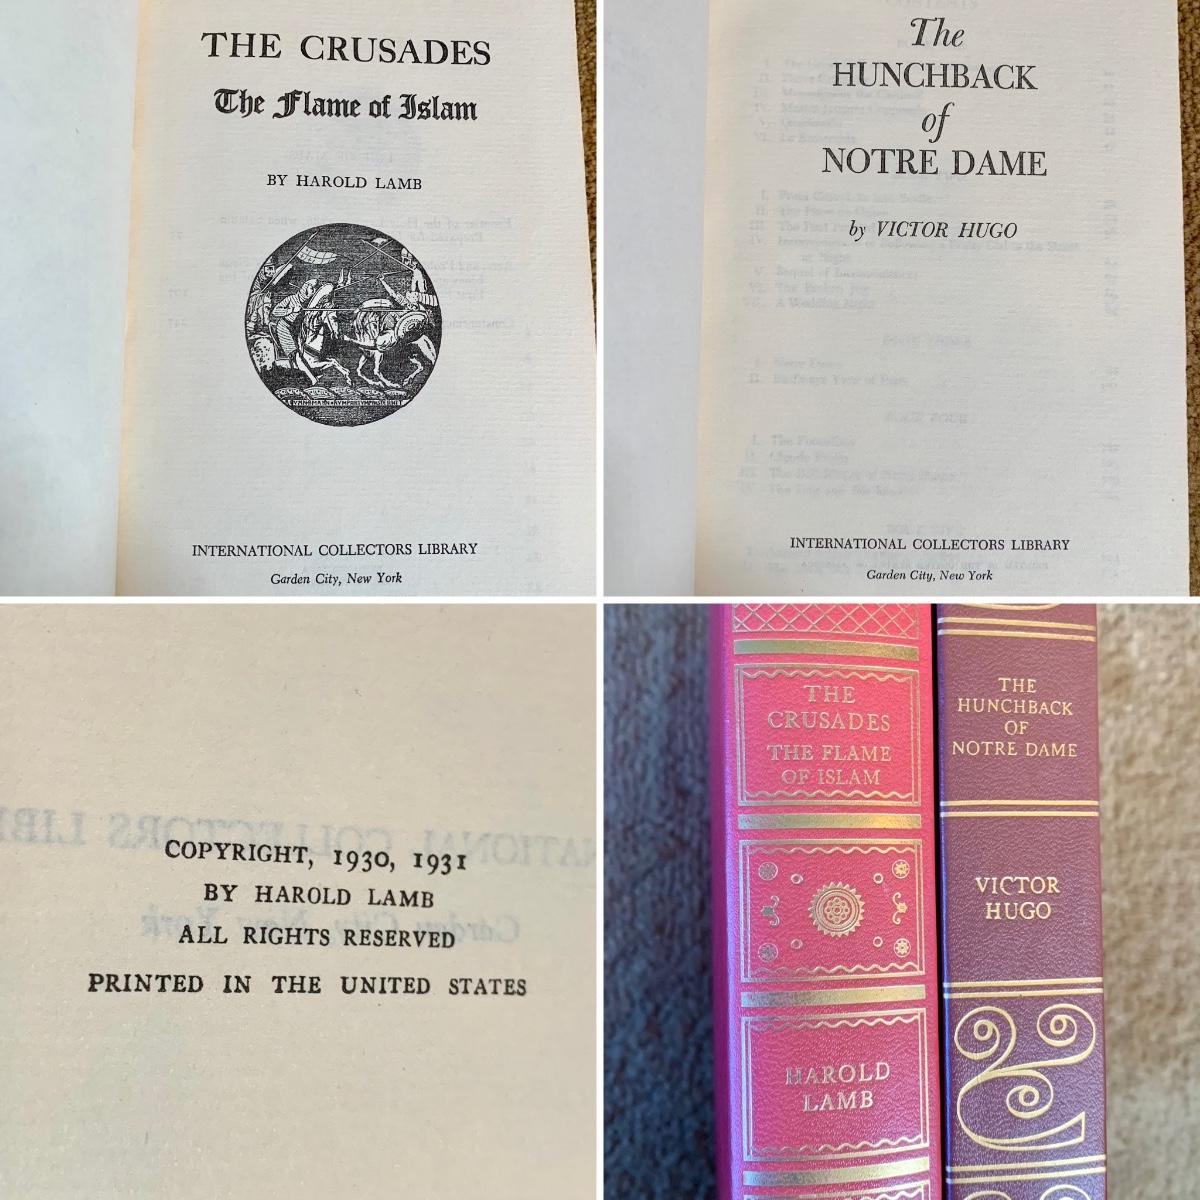 THE CRUSADES
The Flame of Islam
BY HAROLD LAMB
INTERNATIONAL COLLECTORS LIBRARY
Garden City, New York
The
HUNCHBACK
of
NOTRE DAME
by VICTOR HUGO
INTERNATIONAL COLLECTORS LIBRARY
Garden City, New York
COPYRIGHT, 1930, 1931
BY HAROLD LAMB
ALL RIGHTS RESERVED
PRINTED IN THE UNITED STATES
THE
CRUSADES
THE FLAME
OF ISLAM
HAROLD
LAMB
THE
HUNCHBACK
OF
NOTRE DAME
VICTOR
HUGO